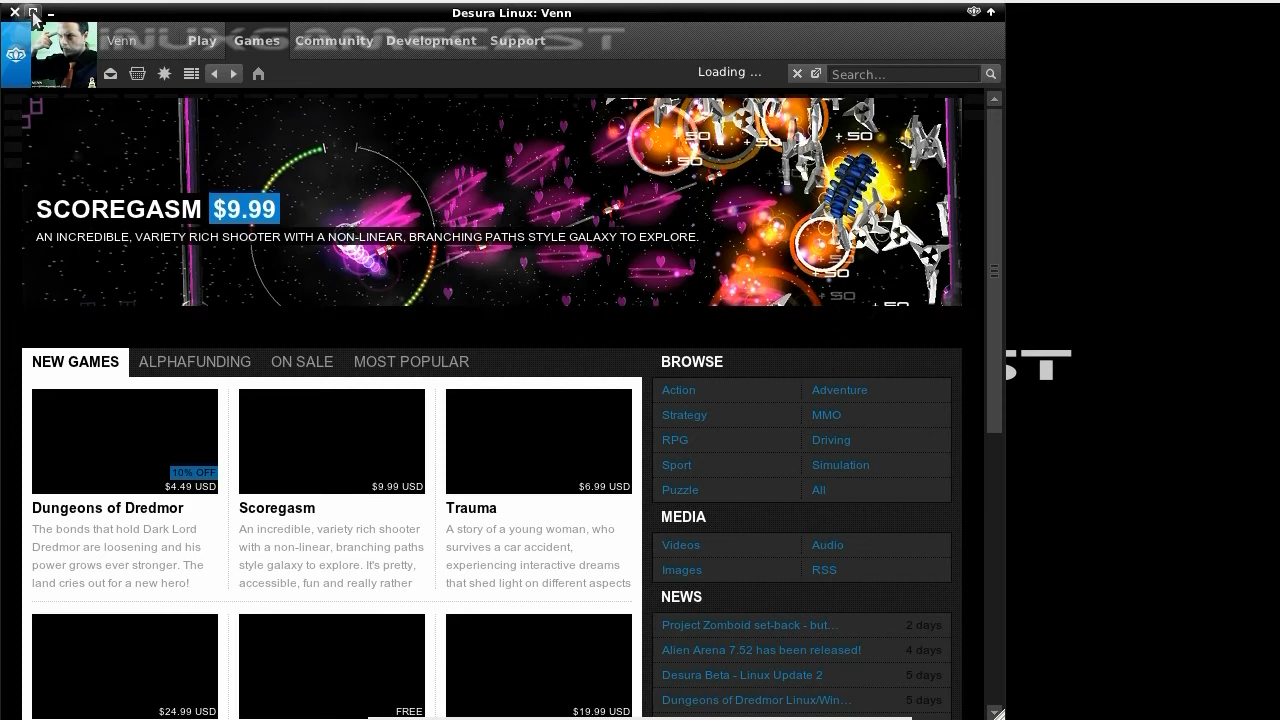 Desura Linux: Venn
Venn
Play Games Community Development Support
Loading ...
Search...
+50
+50
+50
+50
SCOREGASM $9.99
AN INCREDIBLE, VARIETY RICH SHOOTER WITH A NON-LINEAR, BRANCHING PATHS STYLE GALAXY TO EXPLORE.
+50
+50
+50
NEW GAMES ALPHAFUNDING ON SALE MOST POPULAR
BROWSE
Action Adventure
Strategy MMO
RPG Driving
Sport Simulation
Puzzle All
10% OFF
$4.49 USD
$9.99 USD
$6.99 USD
Dungeons of Dredmor
The bonds that hold Dark Lord
Dredmor are loosening and his
power grows ever stronger. The
land cries out for a new hero!
Scoregasm
An incredible, variety rich shooter
with a non-linear, branching paths
style galaxy to explore. It's pretty,
accessible, fun and really rather
Trauma
A story of a young woman, who
survives a car accident,
experiencing interactive dreams
that shed light on different aspects
MEDIA
Videos Audio
Images RSS
NEWS
Project Zomboid set-back - but... 2 days
Alien Arena 7.52 has been released! 4 days
Desura Beta - Linux Update 2 5 days
Dungeons of Dredmor Linux/Win... 5 days
$24.99 USD
FREE
$19.99 USD